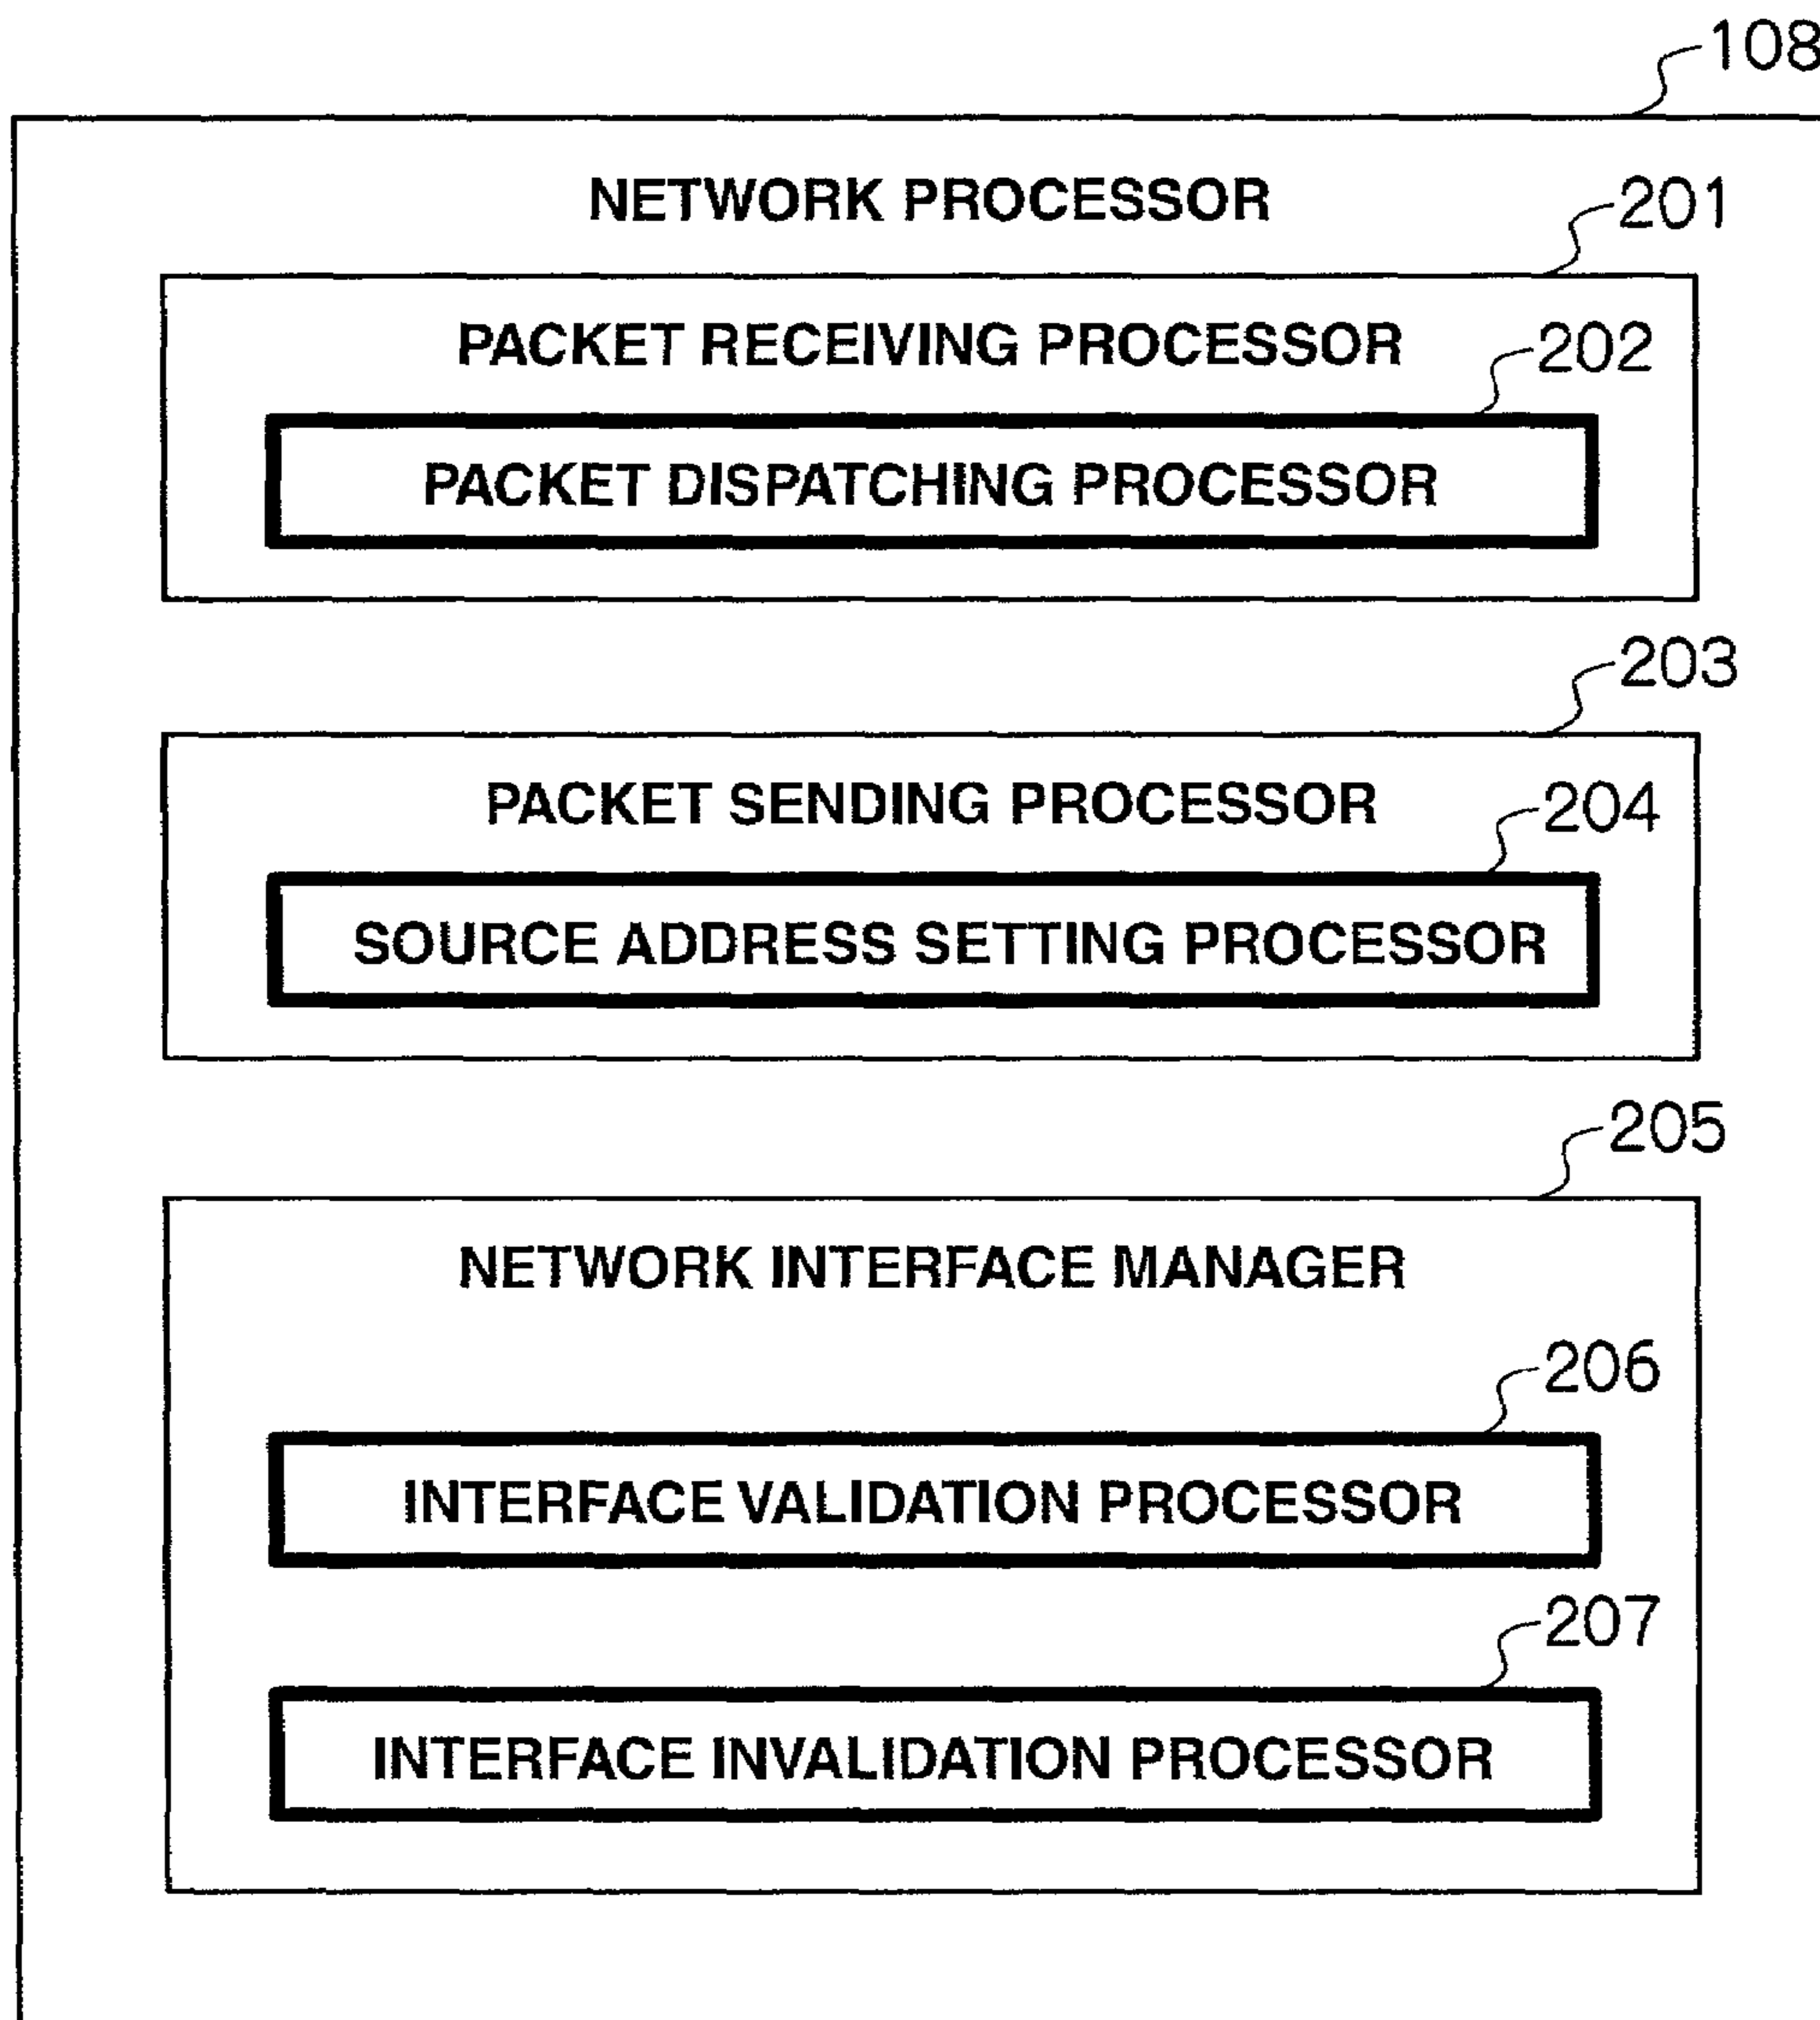 108
NETWORK PROCESSOR
201
PACKET RECEIVING PROCESSOR
202
PACKET DISPATCHING PROCESSOR
203
PACKET SENDING PROCESSOR
204
SOURCE ADDRESS SETTING PROCESSOR
205
NETWORK INTERFACE MANAGER
206
INTERFACE VALIDATION PROCESSOR
207
INTERFACE INVALIDATION PROCESSOR